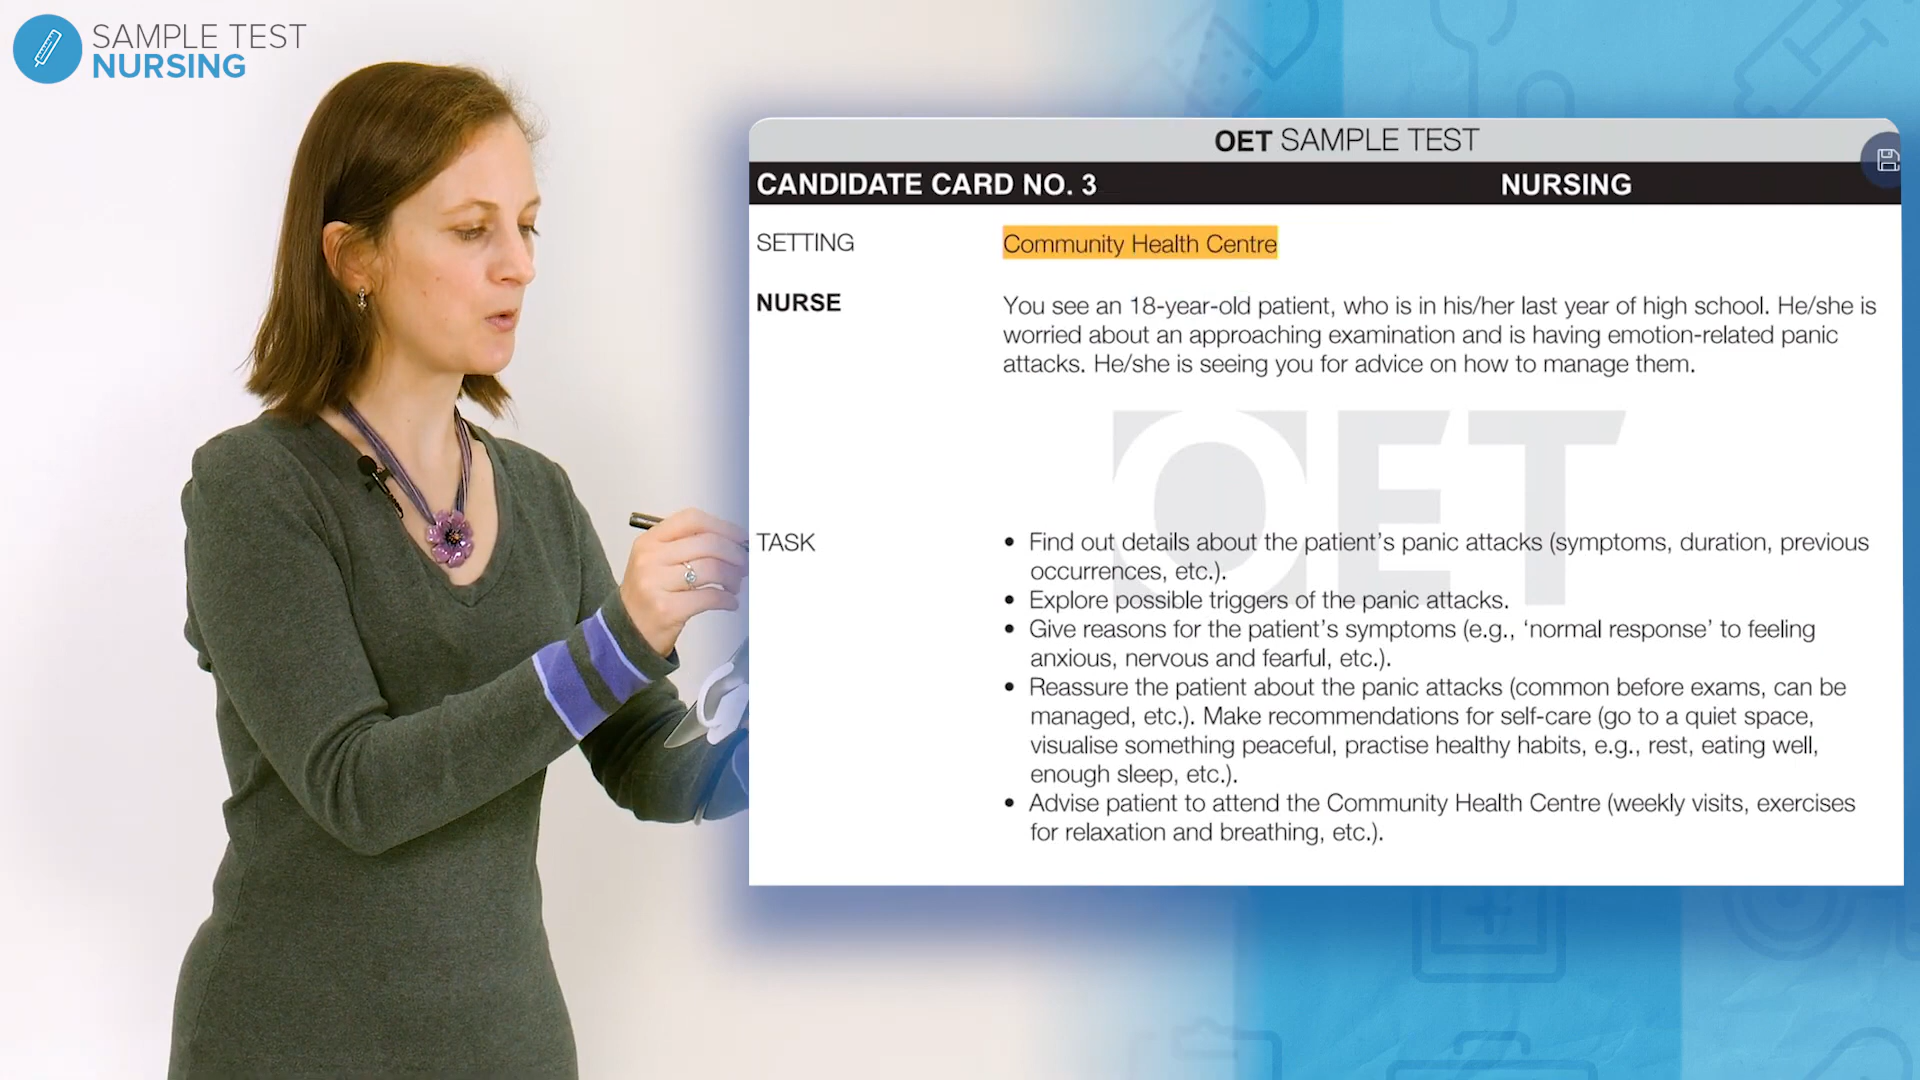 SAMPLE TEST
NURSING
OET SAMPLE TEST
CANDIDATE CARD NO. 3 NURSING
SETTING Community Health Centre
NURSE You see an 18-year-old patient, who is in his/her last year of high school. He/she is
worried about an approaching examination and is having emotion-related panic
attacks. He/she is seeing you for advice on how to manage them.
OET
TASK • Find out details about the patient’s panic attacks (symptoms, duration, previous
occurrences, etc.).
• Explore possible triggers of the panic attacks.
• Give reasons for the patient’s symptoms (e.g., ‘normal response’ to feeling
anxious, nervous and fearful, etc.).
• Reassure the patient about the panic attacks (common before exams, can be
managed, etc.). Make recommendations for self-care (go to a quiet space,
visualise something peaceful, practise healthy habits, e.g., rest, eating well,
enough sleep, etc.).
• Advise patient to attend the Community Health Centre (weekly visits, exercises
for relaxation and breathing, etc.).